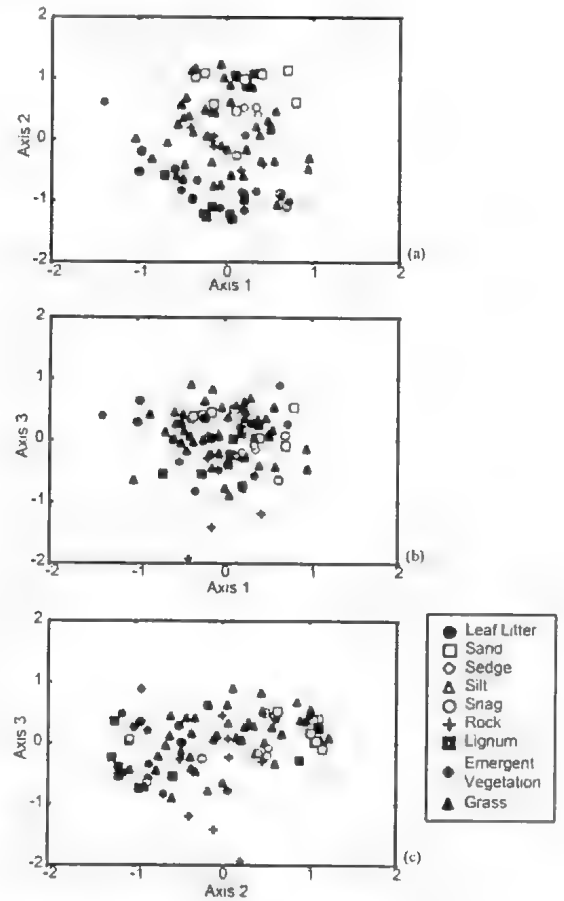 2
1
0
-1
-2
Axis 2
-2
-1
0
1
2
Axis 1
(a)
2
1
0
-1
-2
Axis 3
-2
-1
0
1
2
Axis 1
(b)
2
1
0
-1
-2
Axis 3
-2
-1
0
1
2
Axis 2
(c)
Leaf Litter
Sand
Sedge
Silt
Snag
Rock
Lignum
Emergent
Vegetation
Grass